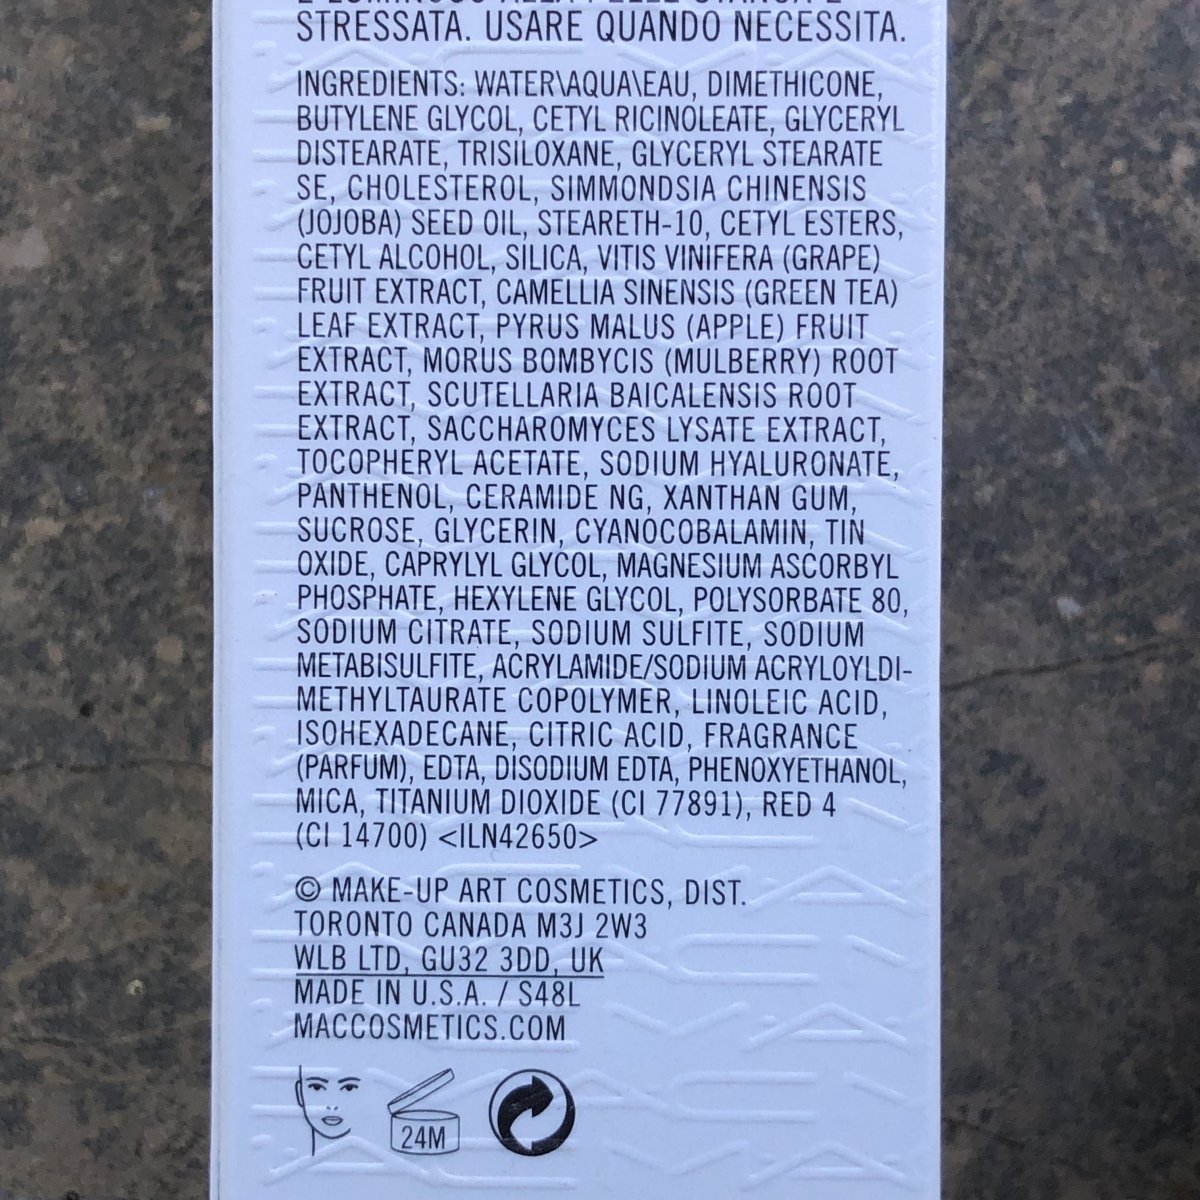 E LUMINOSO ALLA PELLE STANCA E
STRESSATA. USARE QUANDO NECESSITA.
INGREDIENTS: WATER\AQUA\EAU, DIMETHICONE,
BUTYLENE GLYCOL, CETYL RICINOLEATE, GLYCERYL
DISTEARATE, TRISILOXANE, GLYCERYL STEARATE
SE, CHOLESTEROL, SIMMONDSIA CHINENSIS
(JOJOBA) SEED OIL, STEARETH-10, CETYL ESTERS,
CETYL ALCOHOL, SILICA, VITIS VINIFERA (GRAPE)
FRUIT EXTRACT, CAMELLIA SINENSIS (GREEN TEA)
LEAF EXTRACT, PYRUS MALUS (APPLE) FRUIT
EXTRACT, MORUS BOMBYCIS (MULBERRY) ROOT
EXTRACT, SCUTELLARIA BAICALENSIS ROOT
EXTRACT, SACCHAROMYCES LYSATE EXTRACT,
TOCOPHERYL ACETATE, SODIUM HYALURONATE,
PANTHENOL, CERAMIDE NG, XANTHAN GUM,
SUCROSE, GLYCERIN, CYANOCOBALAMIN, TIN
OXIDE, CAPRYLYL GLYCOL, MAGNESIUM ASCORBYL
PHOSPHATE, HEXYLENE GLYCOL, POLYSORBATE 80,
SODIUM CITRATE, SODIUM SULFITE, SODIUM
METABISULFITE, ACRYLAMIDE/SODIUM ACRYLOYLDI-
METHYLTAURATE COPOLYMER, LINOLEIC ACID,
ISOHEXADECANE, CITRIC ACID, FRAGRANCE
(PARFUM), EDTA, DISODIUM EDTA, PHENOXYETHANOL,
MICA, TITANIUM DIOXIDE (CI 77891), RED 4
(CI 14700) <ILN42650>
© MAKE-UP ART COSMETICS, DIST.
TORONTO CANADA M3J 2W3
WLB LTD, GU32 3DD, UK
MADE IN U.S.A. / S48L
MACCOSMETICS.COM
24M